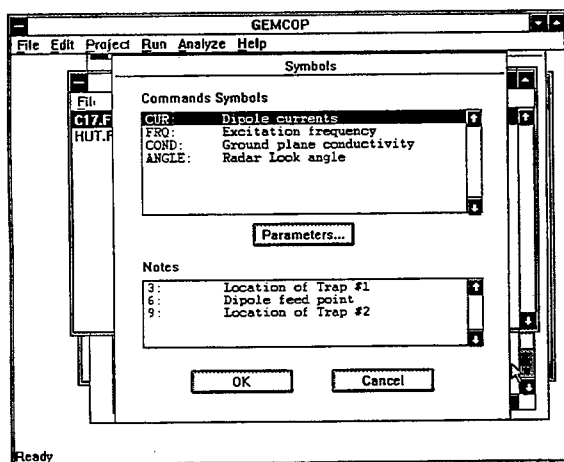 GEMCOP
File Edit Project Run Analyze Help
Symbols
Commands Symbols
CUR: Dipole currents
FRQ: Excitation frequency
COND: Ground plane conductivity
ANGLE: Radar Look angle
C17.F
HUT.F
Parameters...
Notes
3: Location of Trap #1
6: Dipole feed point
9: Location of Trap #2
OK Cancel
Ready